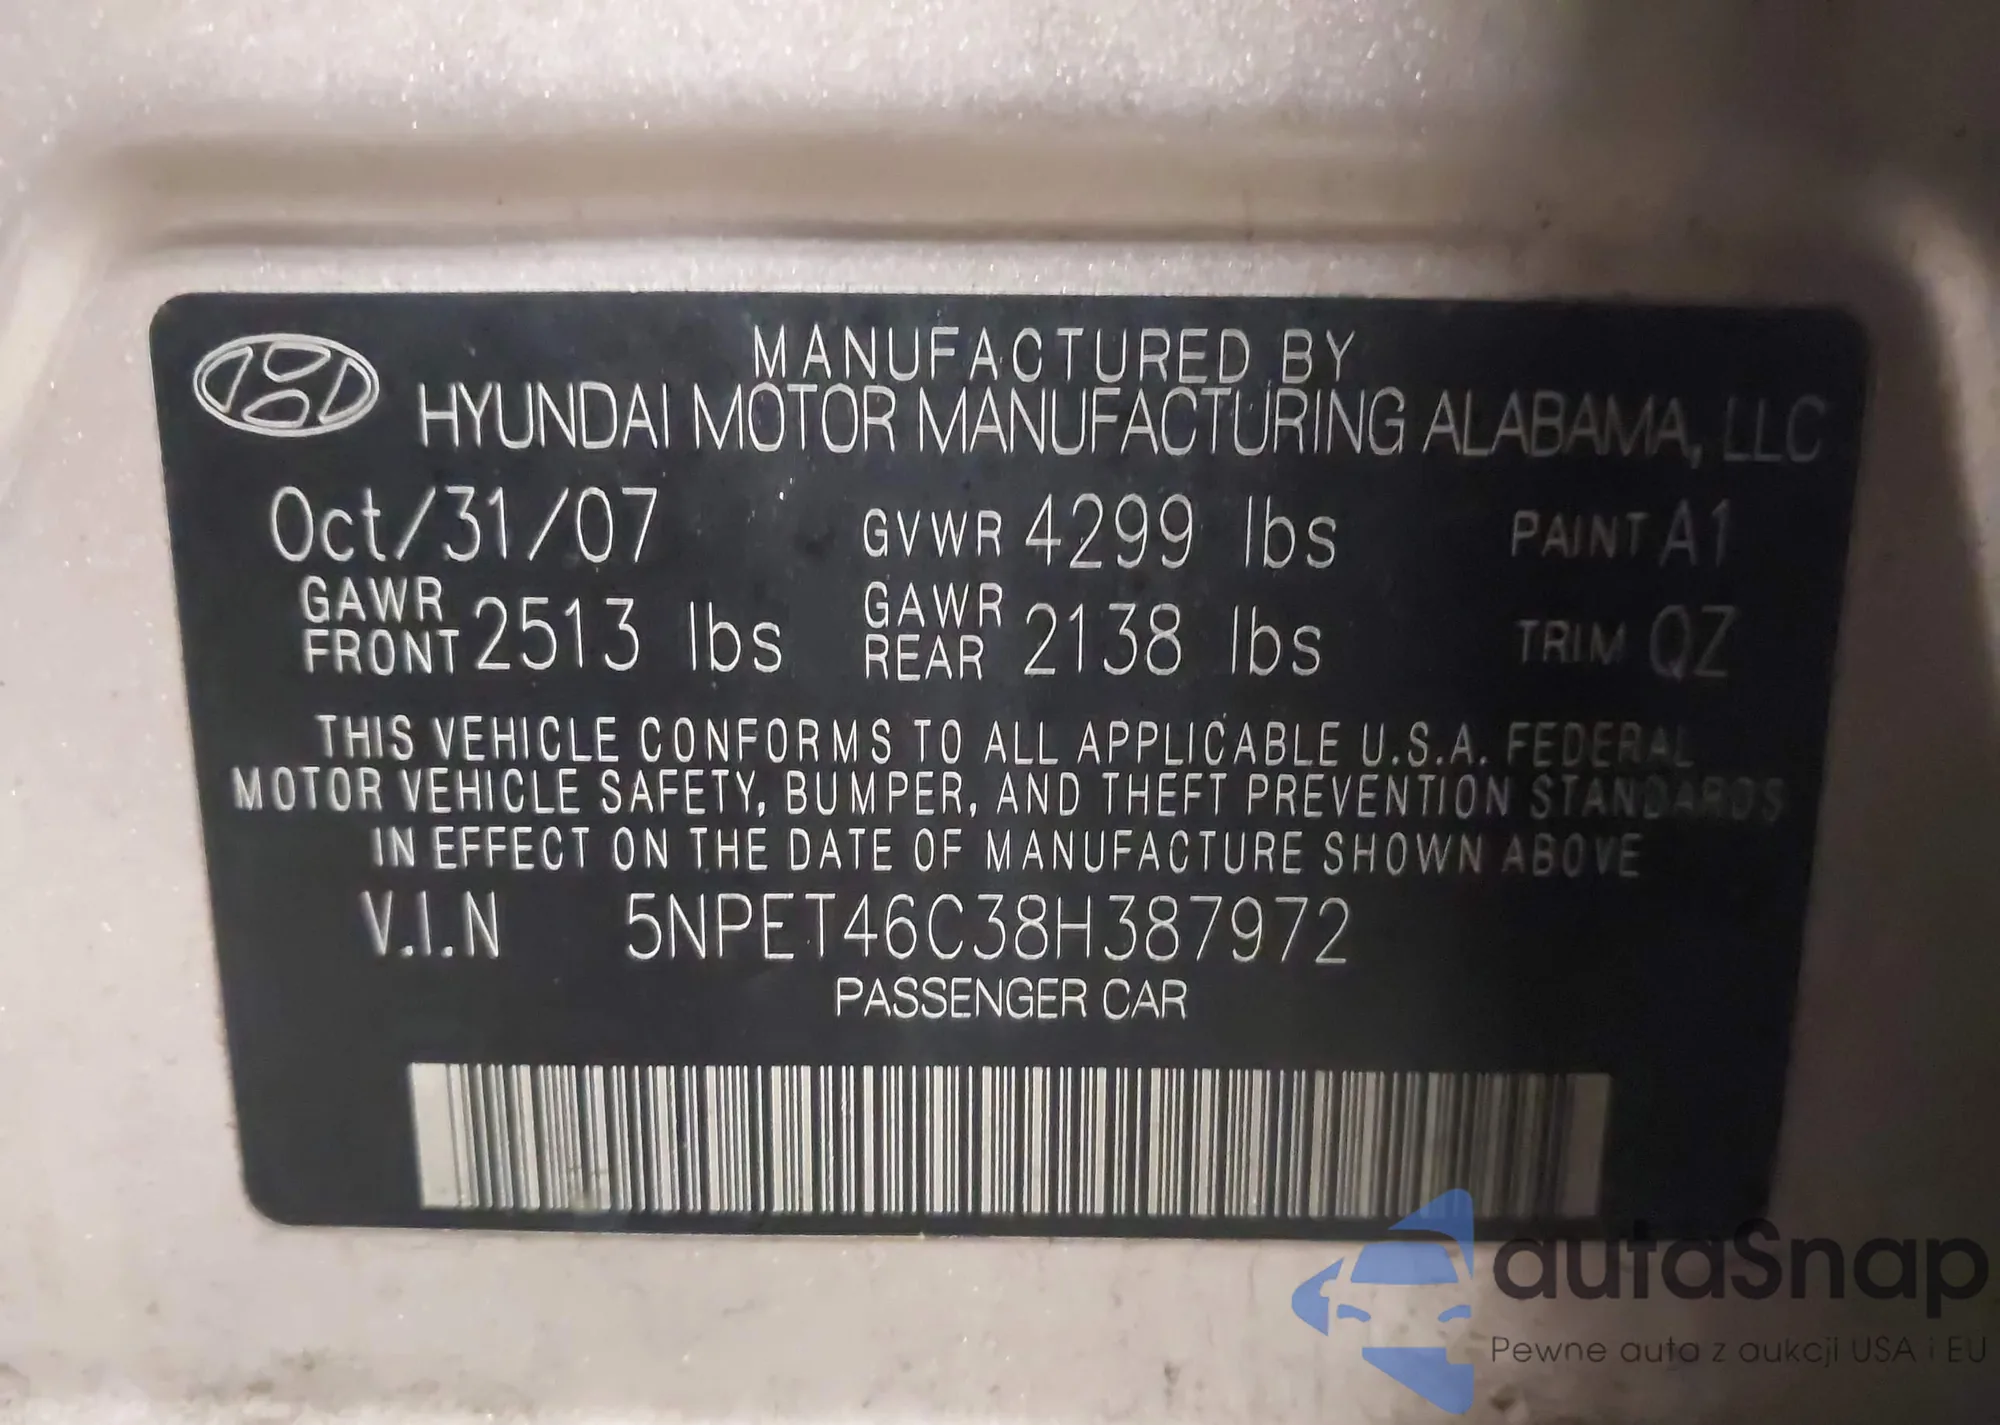 MANUFACTURED BY
HYUNDAI MOTOR MANUFACTURING ALABAMA, LLC
Oct/31/07 GVWR 4299 lbs PAINT A1
GAWR FRONT 2513 lbs GAWR REAR 2138 lbs TRIM QZ
THIS VEHICLE CONFORMS TO ALL APPLICABLE U.S.A. FEDERAL
MOTOR VEHICLE SAFETY, BUMPER, AND THEFT PREVENTION STANDARDS
IN EFFECT ON THE DATE OF MANUFACTURE SHOWN ABOVE
V.I.N 5NPET46C38H387972
PASSENGER CAR
autaSnap
Pewne auta z aukcji USA i EU